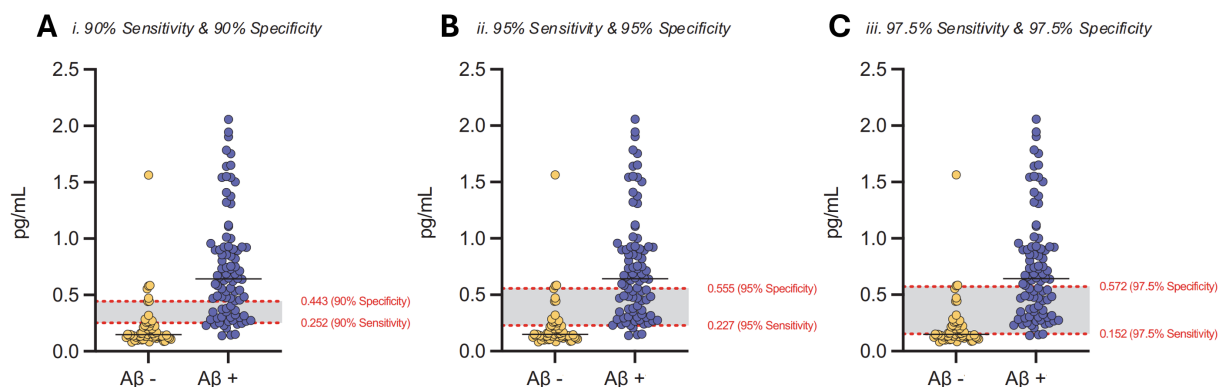 A i. 90% Sensitivity & 90% Specificity
2.5
2.0
1.5
1.0
0.5
0.0
pg/mL
0.443 (90% Specificity)
0.252 (90% Sensitivity)
Aβ - Aβ +
B ii. 95% Sensitivity & 95% Specificity
2.5
2.0
1.5
1.0
0.5
0.0
pg/mL
0.555 (95% Specificity)
0.227 (95% Sensitivity)
Aβ - Aβ +
C iii. 97.5% Sensitivity & 97.5% Specificity
2.5
2.0
1.5
1.0
0.5
0.0
pg/mL
0.572 (97.5% Specificity)
0.152 (97.5% Sensitivity)
Aβ - Aβ +